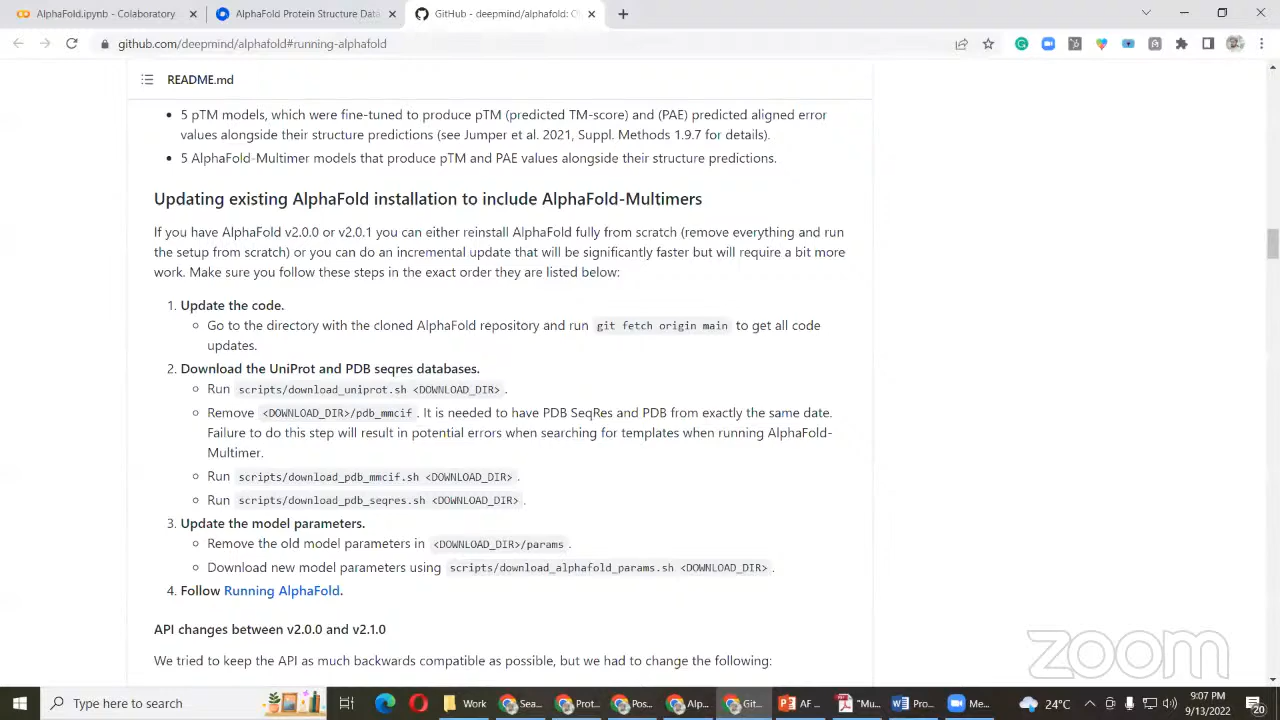 AlphaFold.ipynb - Colaboratory
AlphaFold Protein Structure Data
GitHub - deepmind/alphafold: O
github.com/deepmind/alphafold#running-alphafold
README.md
• 5 pTM models, which were fine-tuned to produce pTM (predicted TM-score) and (PAE) predicted aligned error
values alongside their structure predictions (see Jumper et al. 2021, Suppl. Methods 1.9.7 for details).
• 5 AlphaFold-Multimer models that produce pTM and PAE values alongside their structure predictions.
Updating existing AlphaFold installation to include AlphaFold-Multimers
If you have AlphaFold v2.0.0 or v2.0.1 you can either reinstall AlphaFold fully from scratch (remove everything and run
the setup from scratch) or you can do an incremental update that will be significantly faster but will require a bit more
work. Make sure you follow these steps in the exact order they are listed below:
1. Update the code.
Go to the directory with the cloned AlphaFold repository and run git fetch origin main to get all code
updates.
2. Download the UniProt and PDB seqres databases.
Run scripts/download_uniprot.sh <DOWNLOAD_DIR> .
Remove <DOWNLOAD_DIR>/pdb_mmcif . It is needed to have PDB SeqRes and PDB from exactly the same date.
Failure to do this step will result in potential errors when searching for templates when running AlphaFold-
Multimer.
Run scripts/download_pdb_mmcif.sh <DOWNLOAD_DIR> .
Run scripts/download_pdb_seqres.sh <DOWNLOAD_DIR> .
3. Update the model parameters.
Remove the old model parameters in <DOWNLOAD_DIR>/params .
Download new model parameters using scripts/download_alphafold_params.sh <DOWNLOAD_DIR> .
4. Follow Running AlphaFold.
API changes between v2.0.0 and v2.1.0
We tried to keep the API as much backwards compatible as possible, but we had to change the following:
zoom
Type here to search
Work
Sea...
Prot...
Pos...
Alp...
Git...
AF ...
"Mu...
Pro...
Me...
24°C
9:07 PM
9/13/2022
20